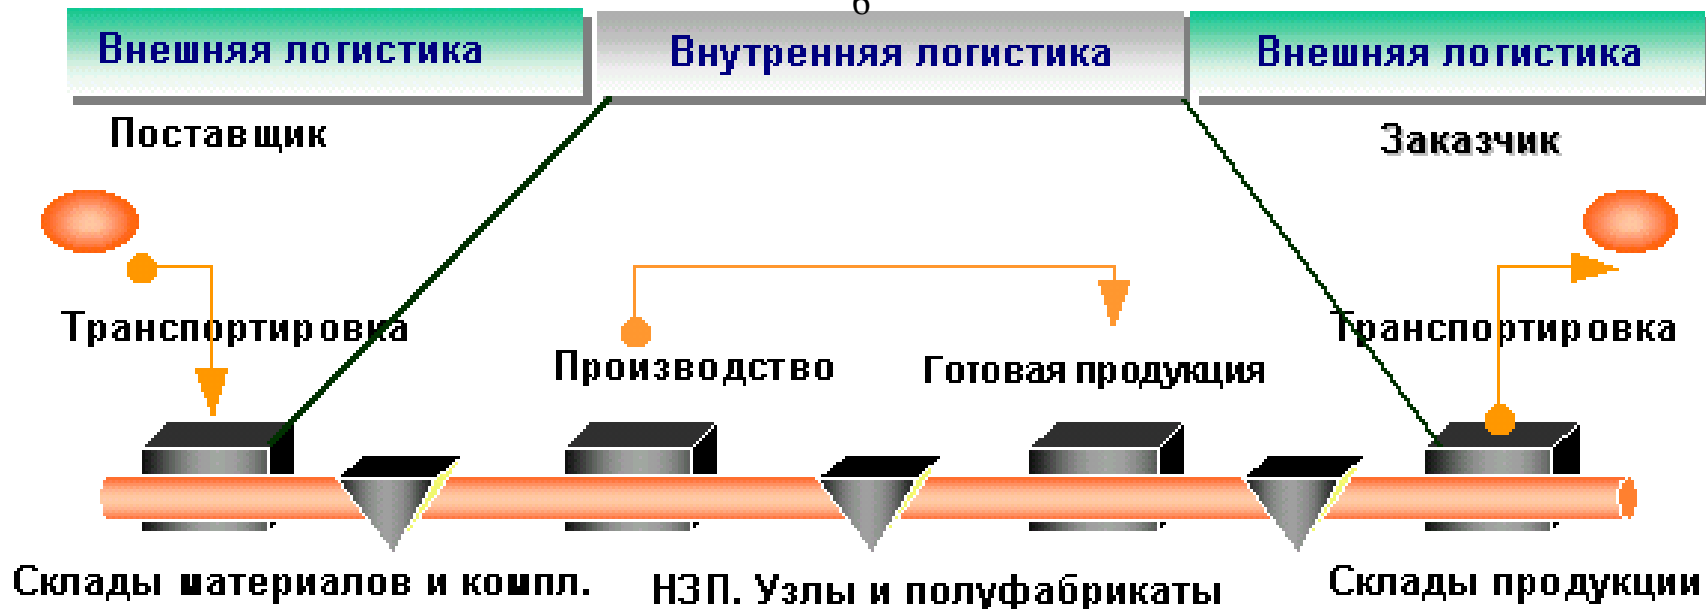 6
Внешняя логистика
Внутренняя логистика
Внешняя логистика
Поставщик
Заказчик
Транспортировка
Транспортировка
Производство
Готовая продукция
Склады материалов и компл.
НЗП. Узлы и полуфабрикаты
Склады продукции